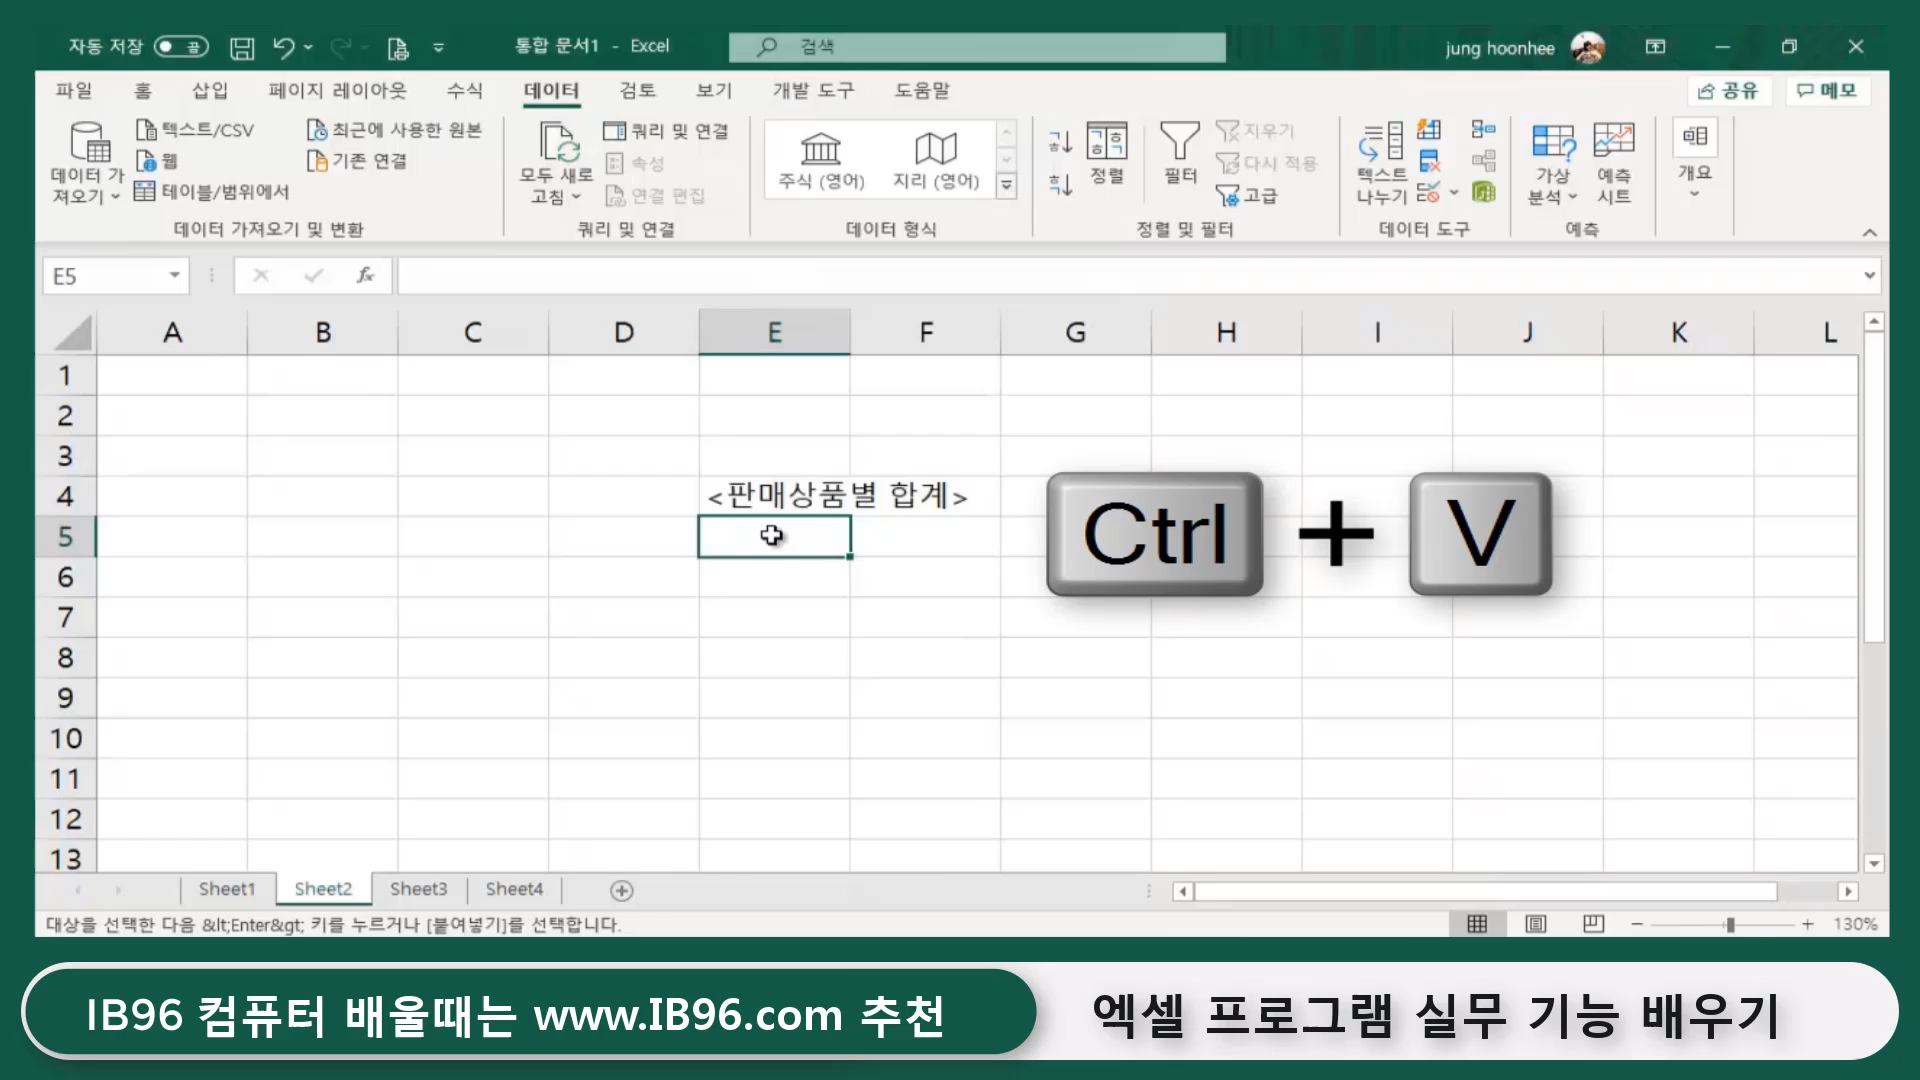 자동 저장 끔 통합 문서1 - Excel 검색 jung hoonhee
파일 홈 삽입 페이지 레이아웃 수식 데이터 검토 보기 개발 도구 도움말 공유 메모
데이터 가져오기
텍스트/CSV
웹
테이블/범위에서
최근에 사용한 원본
기존 연결
데이터 가져오기 및 변환
모두 새로 고침
쿼리 및 연결
속성
연결 편집
쿼리 및 연결
주식 (영어)
지리 (영어)
데이터 형식
정렬
필터
지우기
다시 적용
고급
정렬 및 필터
텍스트 나누기
데이터 도구
가상 분석
예측 시트
예측
개요
E5 fx
A B C D E F G H I J K L
1
2
3
4 <판매상품별 합계>
5
6
7
8
9
10
11
12
13
Ctrl + V
Sheet1 Sheet2 Sheet3 Sheet4
대상을 선택한 다음 &lt;Enter&gt; 키를 누르거나 [붙여넣기]를 선택합니다. 130%
IB96 컴퓨터 배울때는 www.IB96.com 추천
엑셀 프로그램 실무 기능 배우기